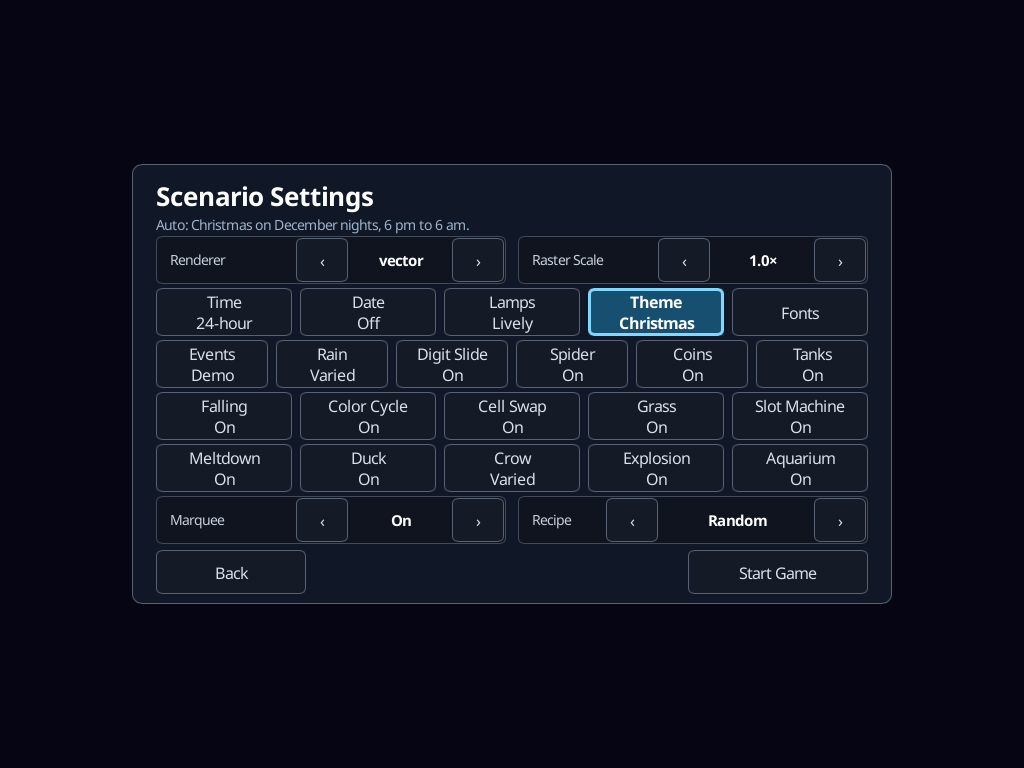 Scenario Settings
Auto: Christmas on December nights, 6 pm to 6 am.
Renderer ‹ vector › Raster Scale ‹ 1.0× ›
Time Date Lamps Theme Fonts
24-hour Off Lively Christmas
Events Rain Digit Slide Spider Coins Tanks
Demo Varied On On On On
Falling Color Cycle Cell Swap Grass Slot Machine
On On On On On
Meltdown Duck Crow Explosion Aquarium
On On Varied On On
Marquee ‹ On › Recipe ‹ Random ›
Back Start Game